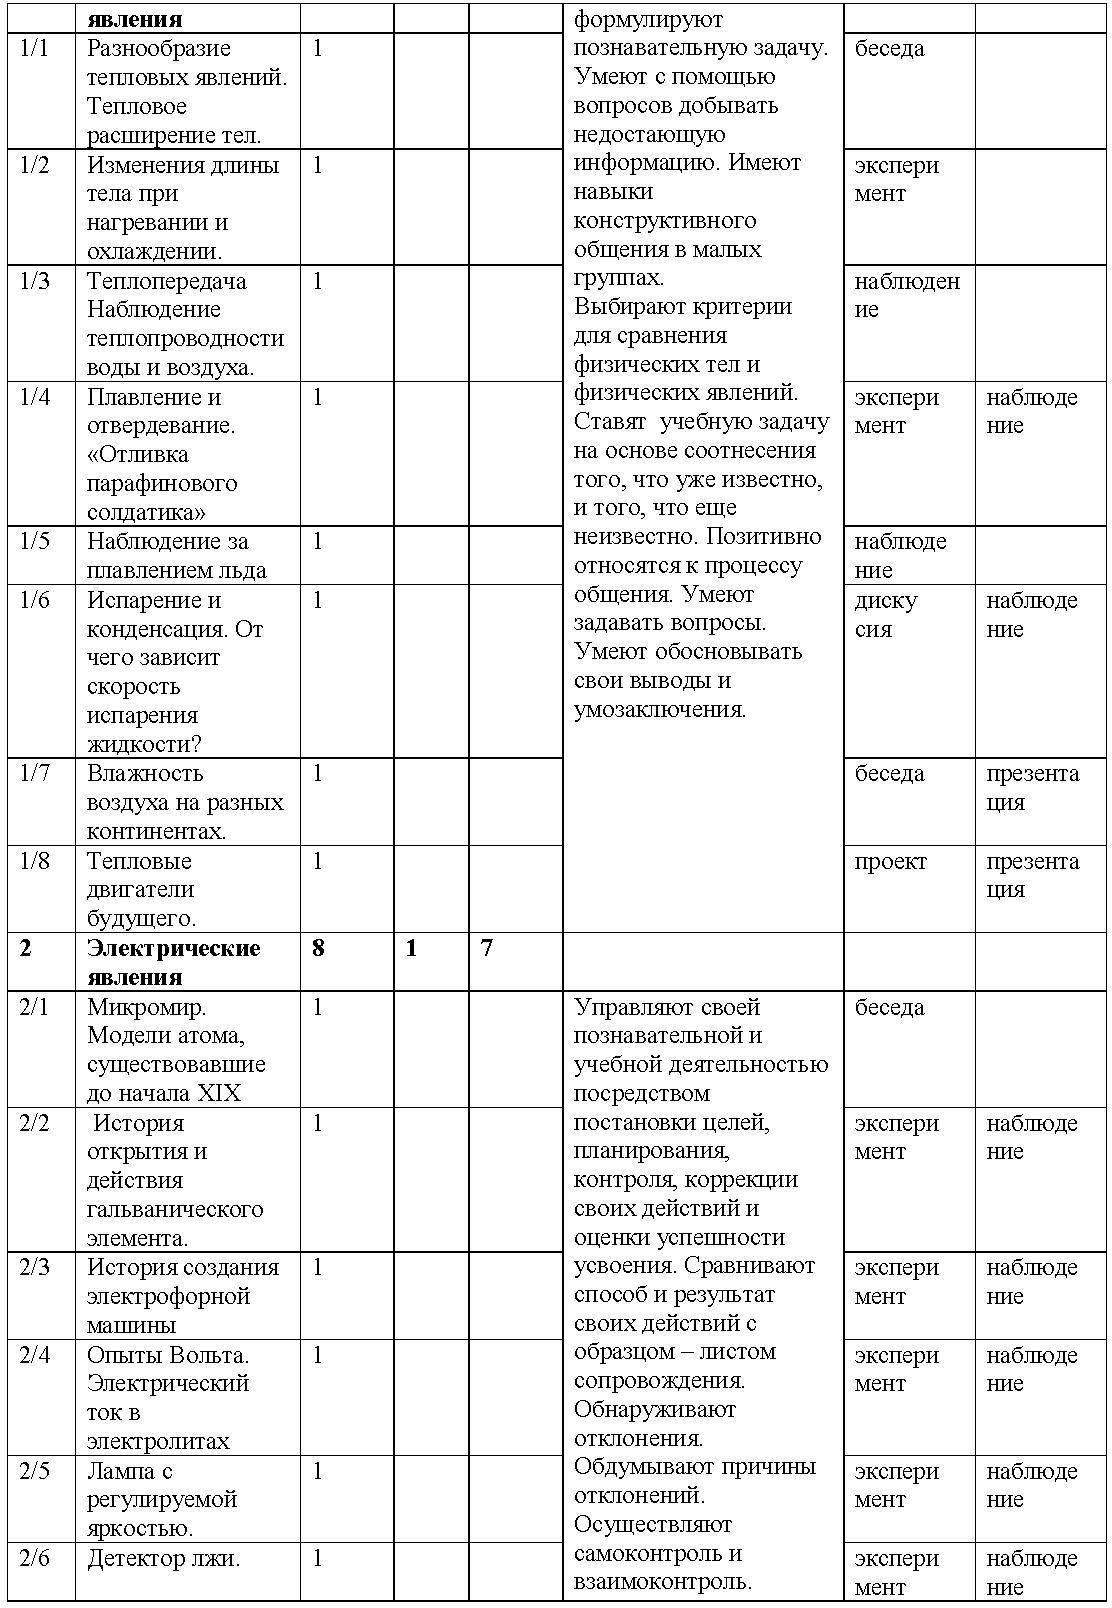 явления
1/1
Разнообразие
тепловых явлений.
Тепловое
расширение тел.
1
формулируют
познавательную задачу.
Умеют с помощью
вопросов добывать
недостающую
информацию. Имеют
навыки
конструктивного
общения в малых
группах.
Выбирают критерии
для сравнения
физических тел и
физических явлений.
Ставят учебную задачу
на основе соотнесения
того, что уже известно,
и того, что еще
неизвестно. Позитивно
относятся к процессу
общения. Умеют
задавать вопросы.
Умеют обосновывать
свои выводы и
умозаключения.
беседа
1/2
Изменения длины
тела при
нагревании и
охлаждении.
1
экспери
мент
1/3
Теплопередача
Наблюдение
теплопроводности
воды и воздуха.
1
наблюден
ие
1/4
Плавление и
отвердевание.
«Отливка
парафинового
солдатика»
1
экспери
мент
наблюде
ние
1/5
Наблюдение за
плавлением льда
1
наблюде
ние
1/6
Испарение и
конденсация. От
чего зависит
скорость
испарения
жидкости?
1
диску
сия
наблюде
ние
1/7
Влажность
воздуха на разных
континентах.
1
беседа
презента
ция
1/8
Тепловые
двигатели
будущего.
1
проект
презента
ция
2
Электрические
явления
8
1
7
2/1
Микромир.
Модели атома,
существовавшие
до начала XIX
1
Управляют своей
познавательной и
учебной деятельностью
посредством
постановки целей,
планирования,
контроля, коррекции
своих действий и
оценки успешности
усвоения. Сравнивают
способ и результат
своих действий с
образцом – листом
сопровождения.
Обнаруживают
отклонения.
Обдумывают причины
отклонений.
Осуществляют
самоконтроль и
взаимоконтроль.
беседа
2/2
История
открытия и
действия
гальванического
элемента.
1
экспери
мент
наблюде
ние
2/3
История создания
электрофорной
машины
1
экспери
мент
наблюде
ние
2/4
Опыты Вольта.
Электрический
ток в
электролитах
1
экспери
мент
наблюде
ние
2/5
Лампа с
регулируемой
яркостью.
1
экспери
мент
наблюде
ние
2/6
Детектор лжи.
1
экспери
мент
наблюде
ние